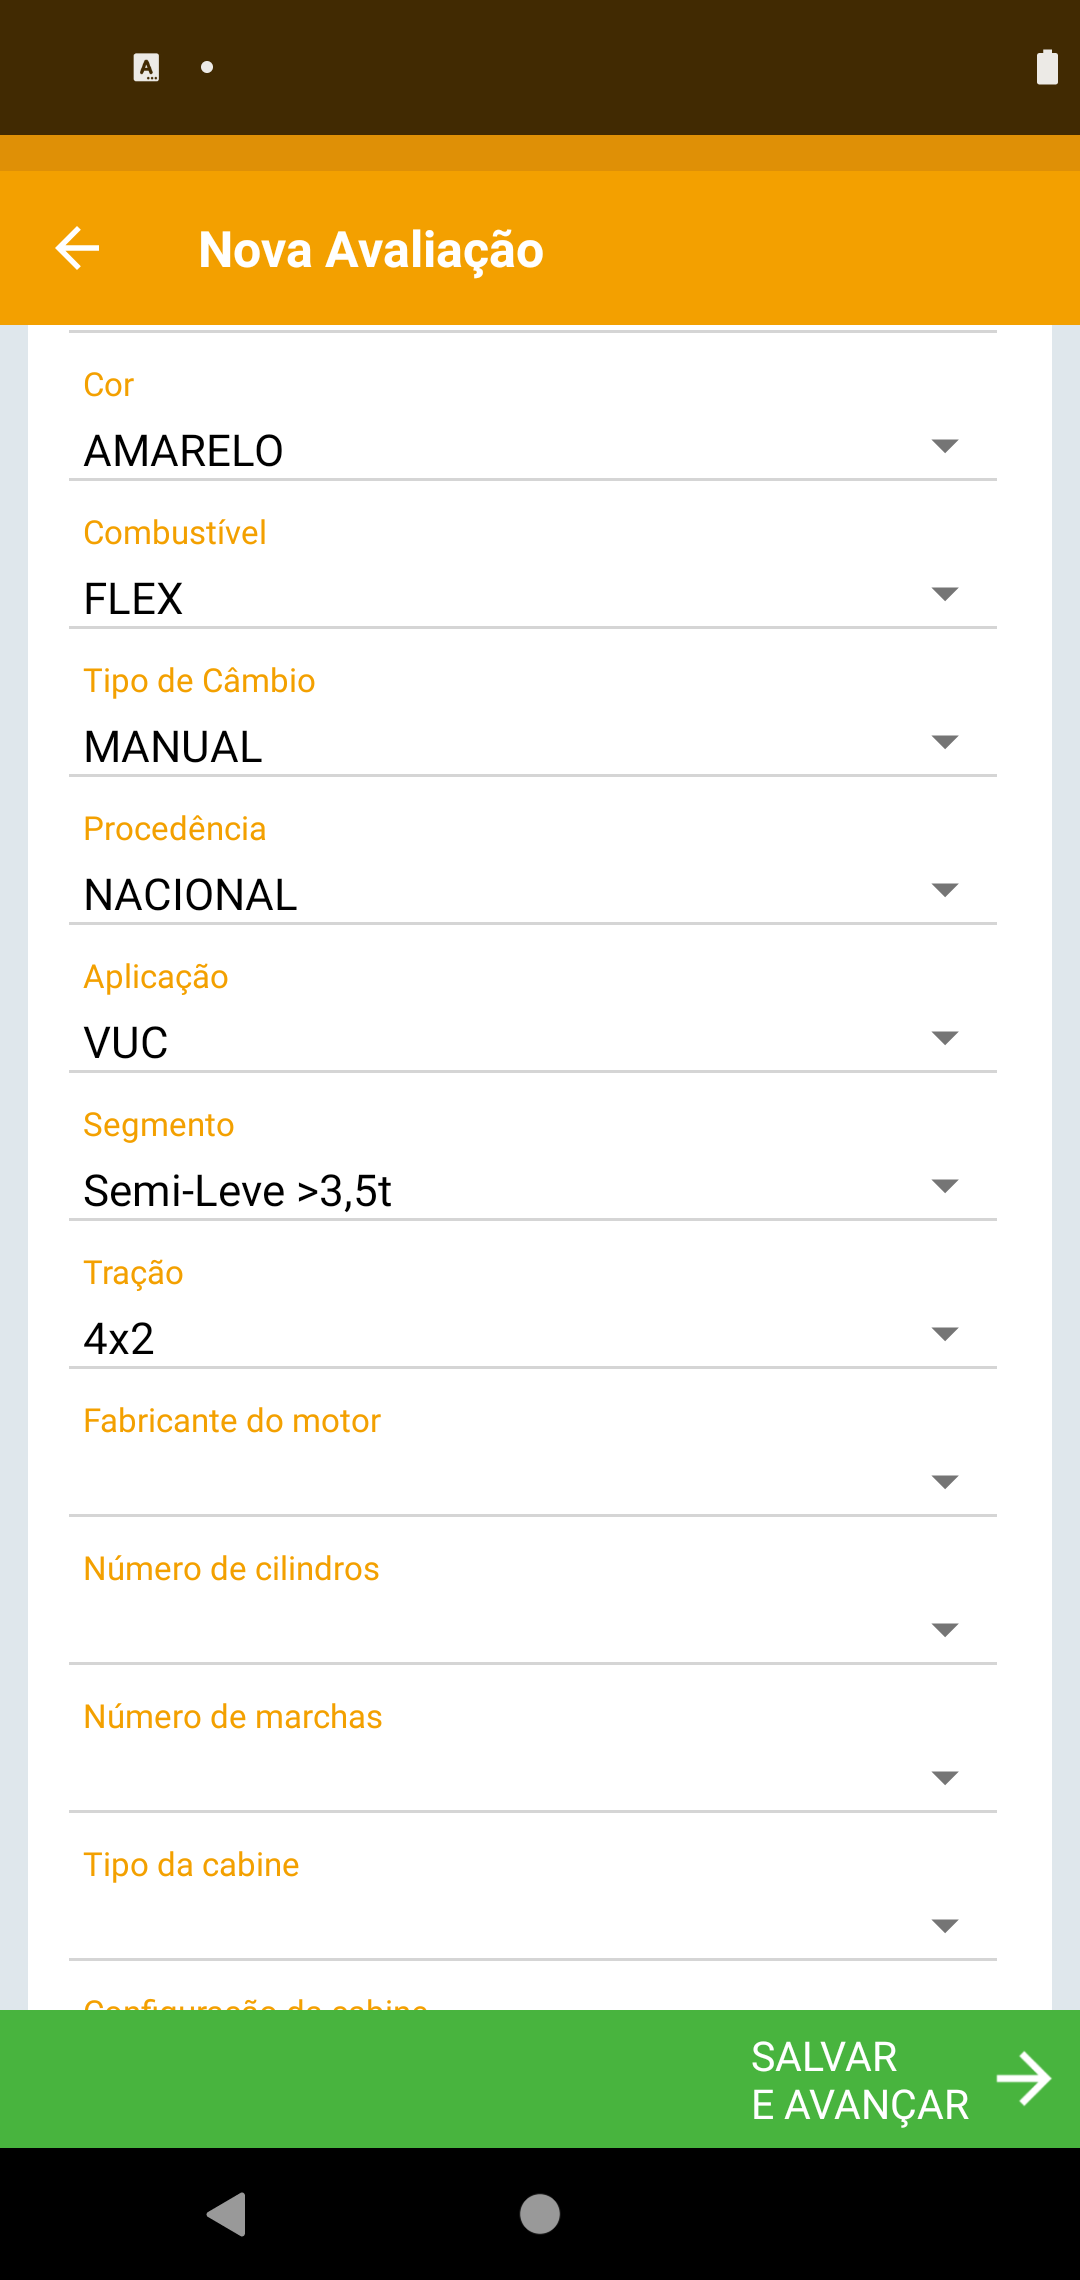 Nova Avaliação
Cor
AMARELO
Combustível
FLEX
Tipo de Câmbio
MANUAL
Procedência
NACIONAL
Aplicação
VUC
Segmento
Semi-Leve >3,5t
Tração
4x2
Fabricante do motor
Número de cilindros
Número de marchas
Tipo da cabine
SALVAR
E AVANÇAR